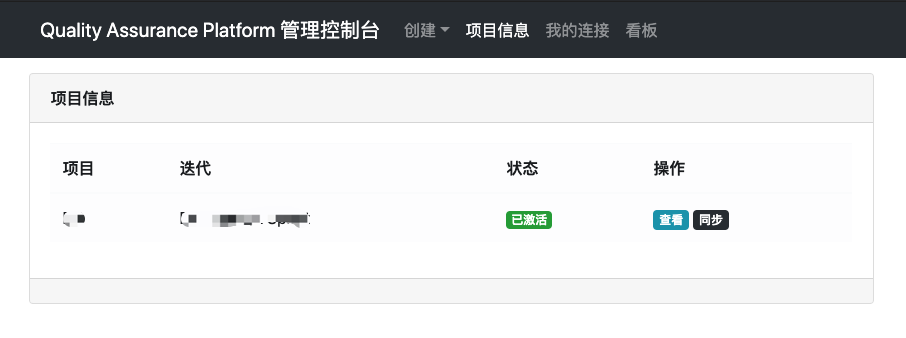 Quality Assurance Platform 管理控制台 创建 项目信息 我的连接 看板
项目信息
项目 迭代 状态 操作
已激活 查看 同步